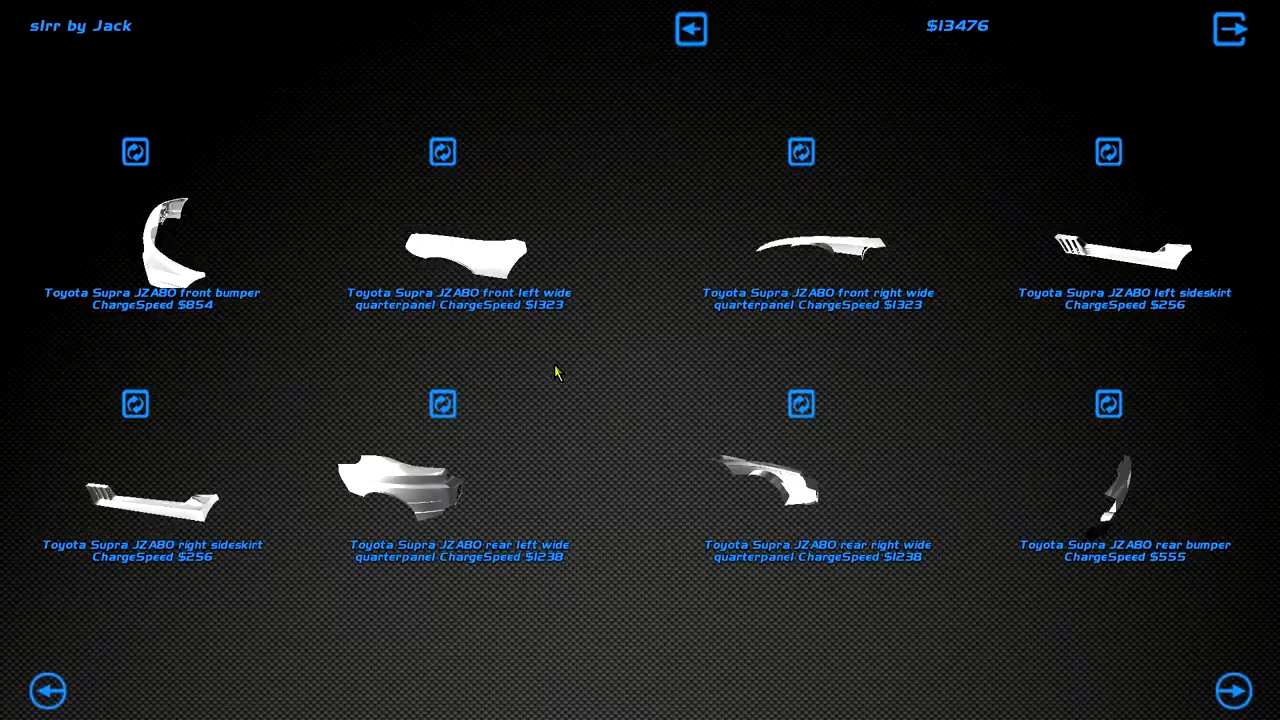 slrr by Jack
$13476
Toyota Supra JZA80 front bumper
ChargeSpeed $854
Toyota Supra JZA80 front left wide
quarterpanel ChargeSpeed $1323
Toyota Supra JZA80 front right wide
quarterpanel ChargeSpeed $1323
Toyota Supra JZA80 left sideskirt
ChargeSpeed $256
Toyota Supra JZA80 right sideskirt
ChargeSpeed $256
Toyota Supra JZA80 rear left wide
quarterpanel ChargeSpeed $1238
Toyota Supra JZA80 rear right wide
quarterpanel ChargeSpeed $1238
Toyota Supra JZA80 rear bumper
ChargeSpeed $555